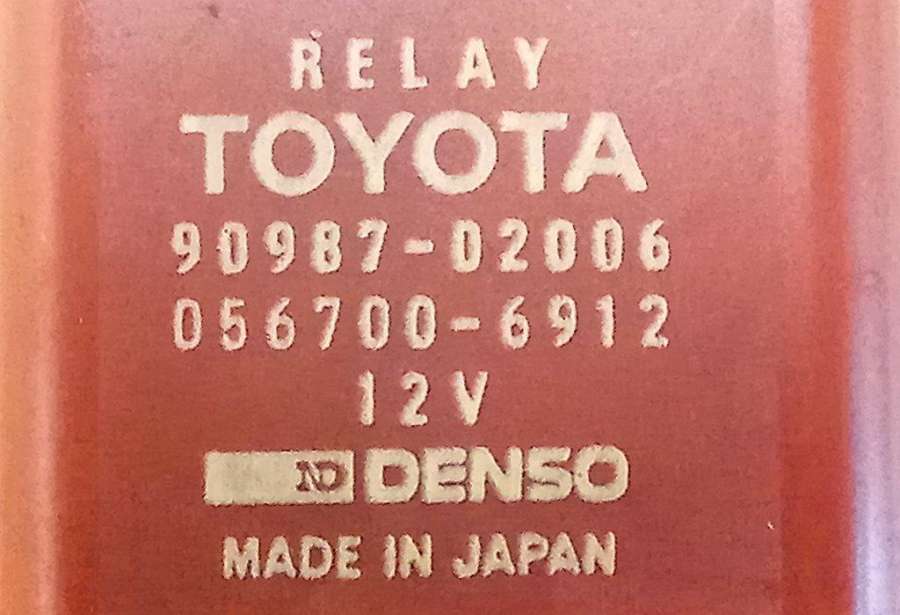 RELAY
TOYOTA
90987-02006
056700-6912
12V
ND DENSO
MADE IN JAPAN